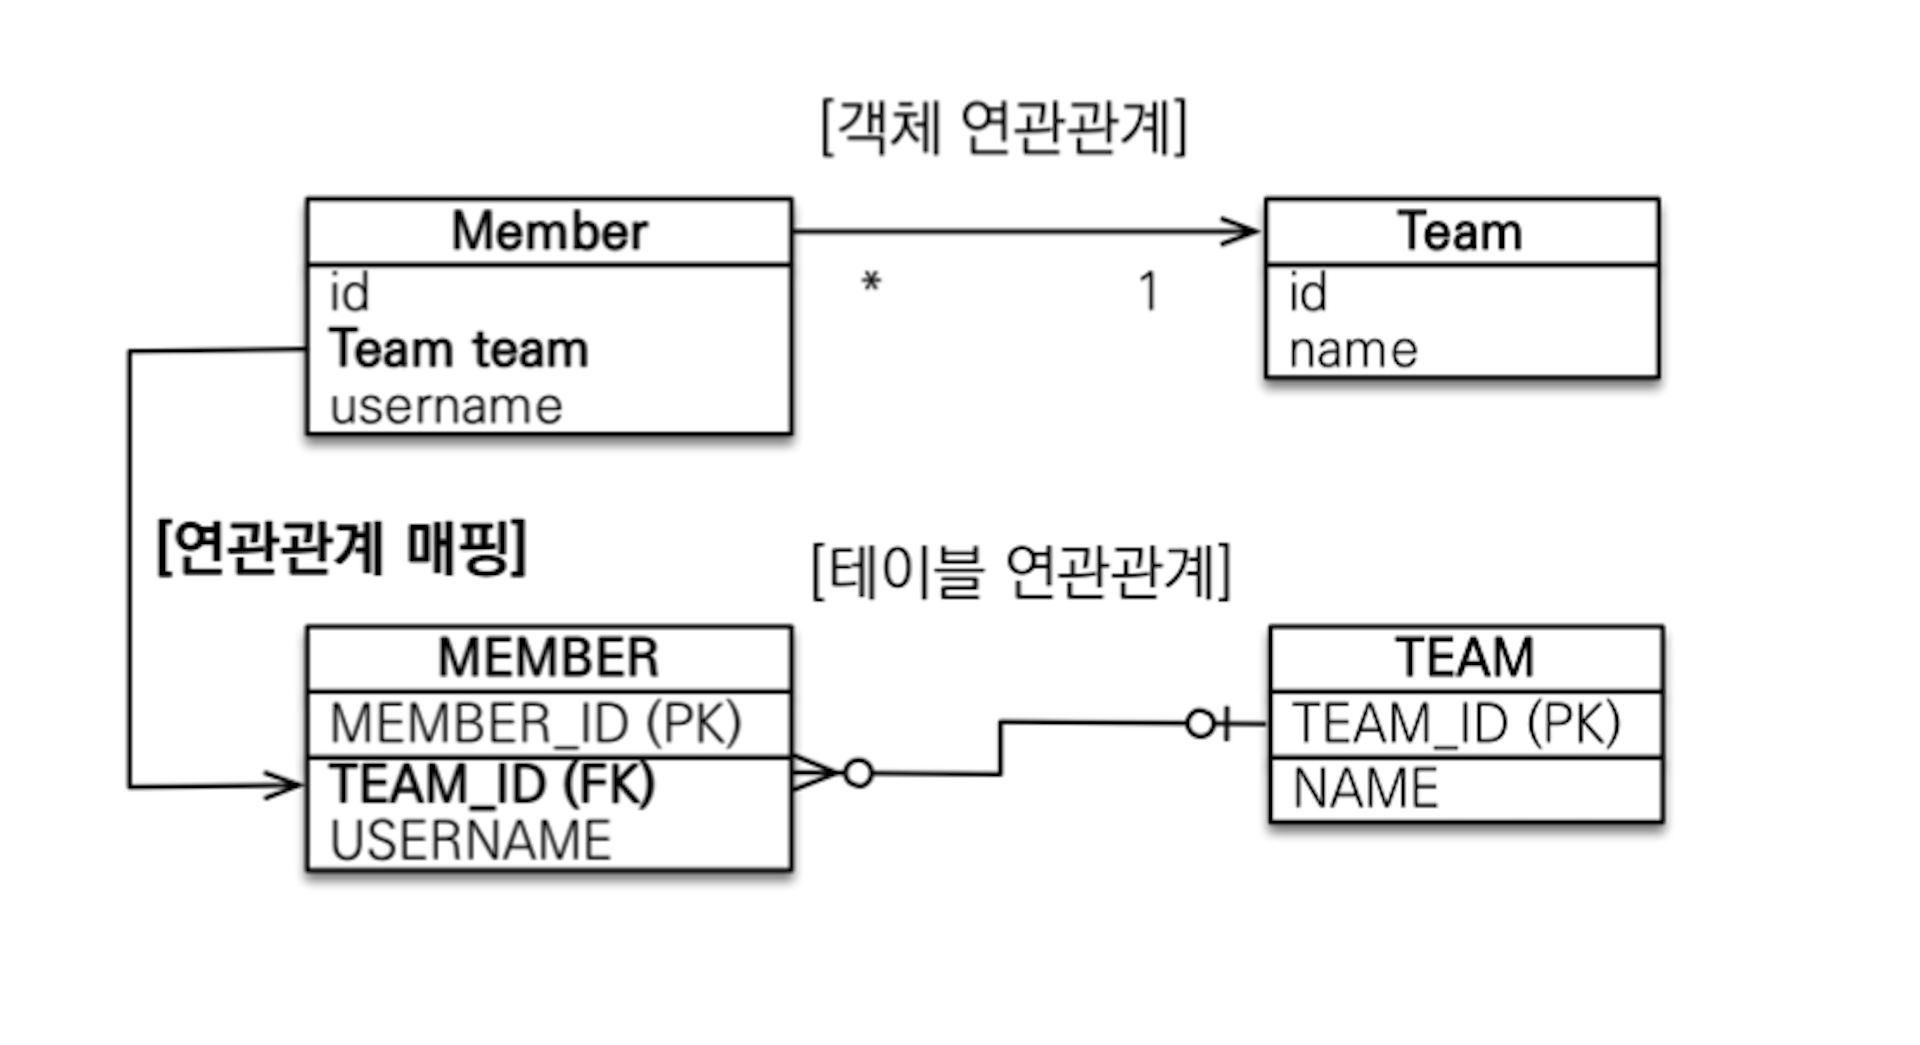 [객체 연관관계]
Member
Team
id
Team team
username
*
1
id
name
[연관관계 매핑]
[테이블 연관관계]
MEMBER
MEMBER_ID (PK)
TEAM_ID (FK)
USERNAME
TEAM
TEAM_ID (PK)
NAME